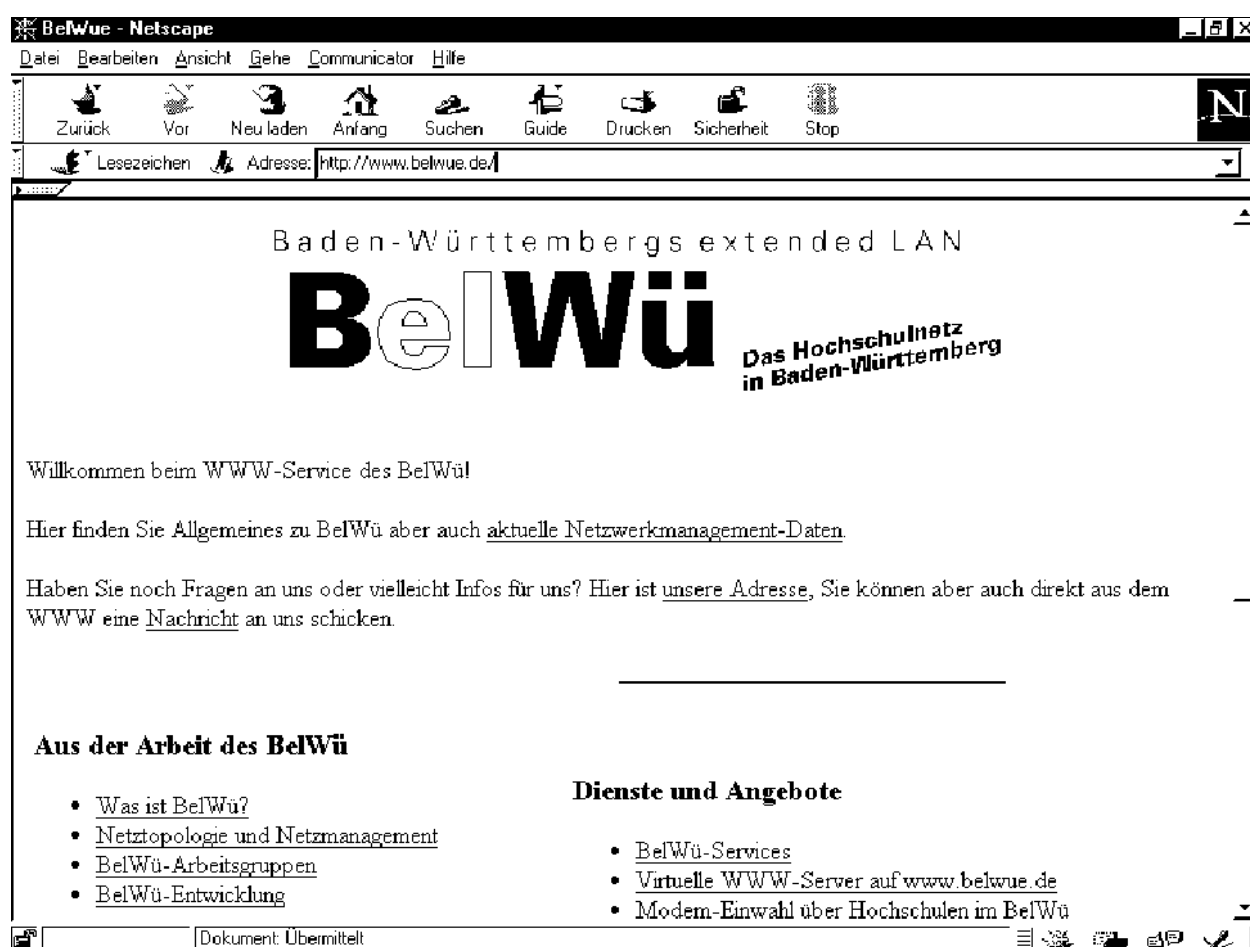 BelWue - Netscape
Datei Bearbeiten Ansicht Gehe Communicator Hilfe
Zurück Vor Neu laden Anfang Suchen Guide Drucken Sicherheit Stop
N
Lesezeichen Adresse: http://www.belwue.de/
Baden-Württembergs extended LAN
BelWü
Das Hochschulnetz
in Baden-Württemberg
Willkommen beim WWW-Service des BelWü!
Hier finden Sie Allgemeines zu BelWü aber auch aktuelle Netzwerkmanagement-Daten.
Haben Sie noch Fragen an uns oder vielleicht Infos für uns? Hier ist unsere Adresse, Sie können aber auch direkt aus dem
WWW eine Nachricht an uns schicken.
Aus der Arbeit des BelWü
• Was ist BelWü?
• Netztopologie und Netzmanagement
• BelWü-Arbeitsgruppen
• BelWü-Entwicklung
Dienste und Angebote
• BelWü-Services
• Virtuelle WWW-Server auf www.belwue.de
• Modem-Einwahl über Hochschulen im BelWü
Dokument: Übermittelt